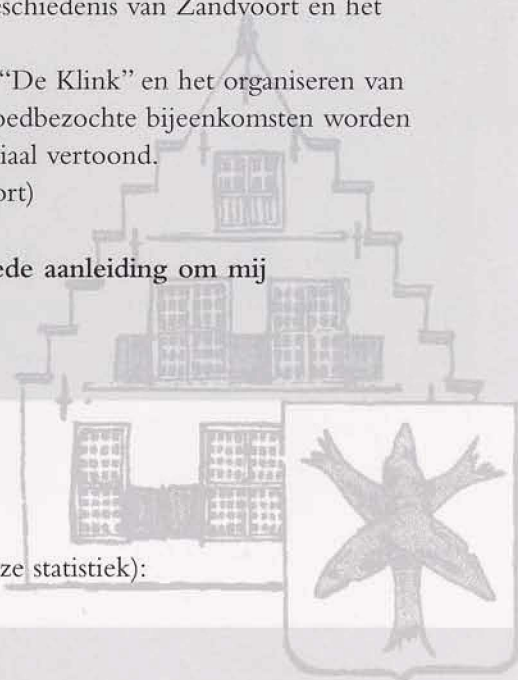 eschiedenis van Zandvoort en het
“De Klink” en het organiseren van
oedbezochte bijeenkomsten worden
iaal vertoond.
ort)
ede aanleiding om mij
ze statistiek):